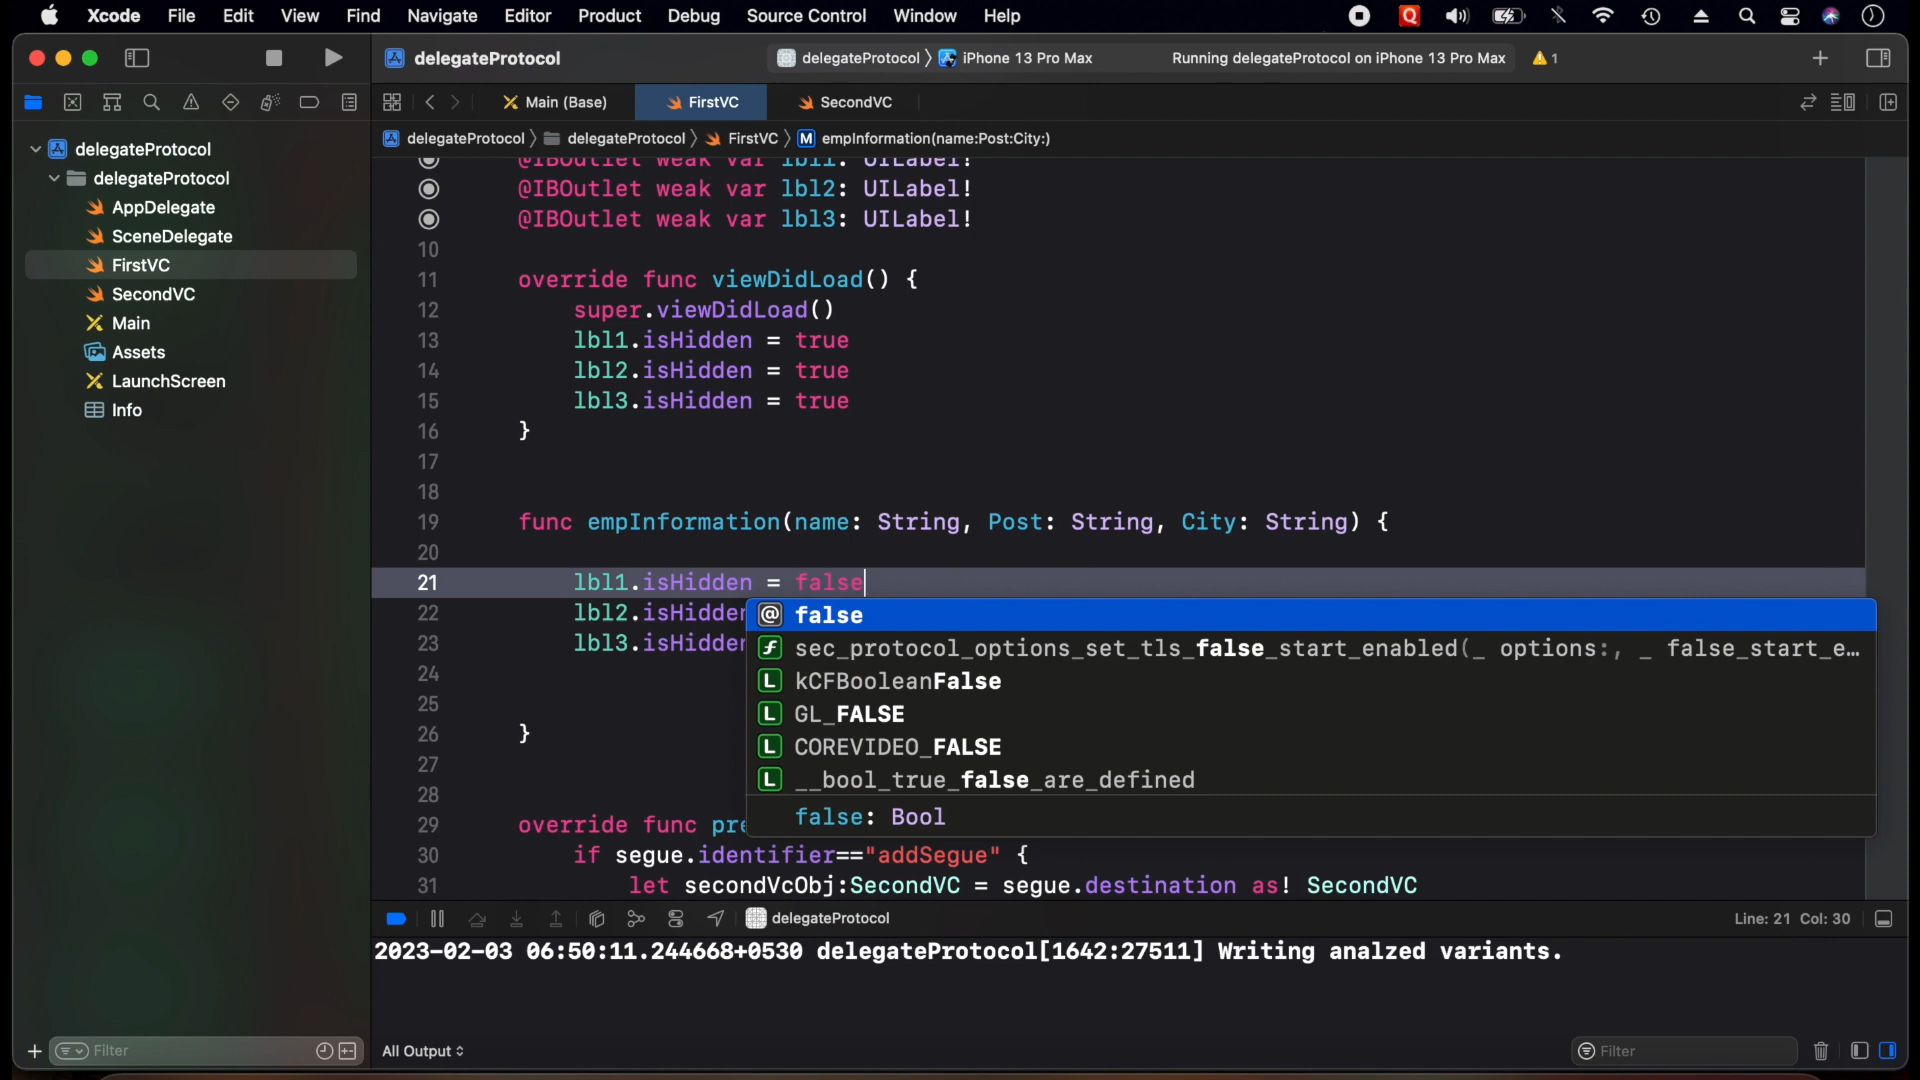 Xcode File Edit View Find Navigate Editor Product Debug Source Control Window Help
delegateProtocol delegateProtocol iPhone 13 Pro Max Running delegateProtocol on iPhone 13 Pro Max 1
Main (Base) FirstVC SecondVC
delegateProtocol delegateProtocol FirstVC M empInformation(name:Post:City:)
delegateProtocol
delegateProtocol
AppDelegate
SceneDelegate
FirstVC
SecondVC
Main
Assets
LaunchScreen
Info
@IBOutlet weak var lbl1: UILabel!
@IBOutlet weak var lbl2: UILabel!
@IBOutlet weak var lbl3: UILabel!
10
11 override func viewDidLoad() {
12 super.viewDidLoad()
13 lbl1.isHidden = true
14 lbl2.isHidden = true
15 lbl3.isHidden = true
16 }
17
18
19 func empInformation(name: String, Post: String, City: String) {
20
21 lbl1.isHidden = false
22 lbl2.isHidden
23 lbl3.isHidden
24
25
26 }
27
28
29 override func pre
30 if segue.identifier=="addSegue" {
31 let secondVcObj:SecondVC = segue.destination as! SecondVC
@ false
f sec_protocol_options_set_tls_false_start_enabled(_ options:, _ false_start_e…
L kCFBooleanFalse
L GL_FALSE
L COREVIDEO_FALSE
L __bool_true_false_are_defined
false: Bool
delegateProtocol Line: 21 Col: 30
2023-02-03 06:50:11.244668+0530 delegateProtocol[1642:27511] Writing analzed variants.
Filter All Output Filter